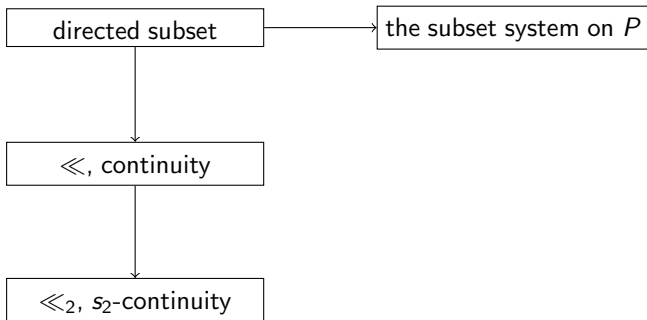 directed subset
the subset system on P
≪, continuity
≪₂, s₂-continuity